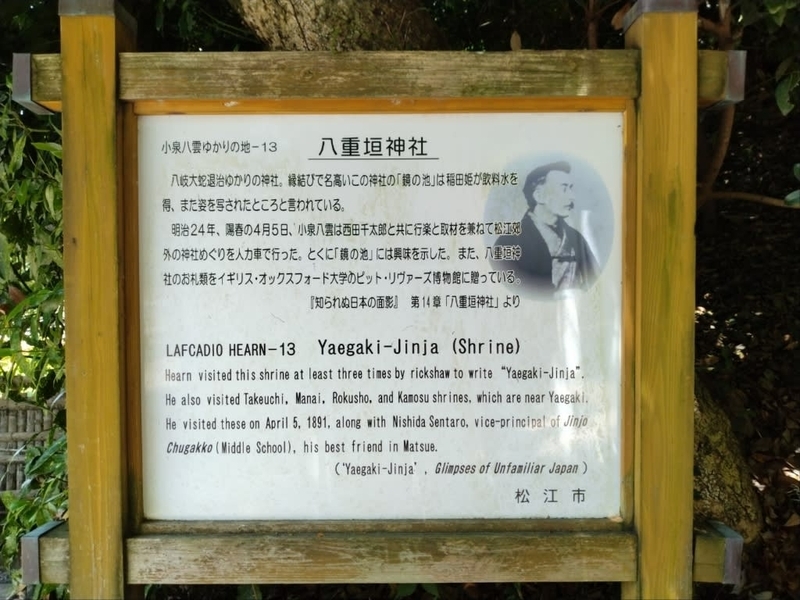 小泉八雲ゆかりの地-13 八重垣神社
八岐大蛇退治ゆかりの神社。縁結びで名高いこの神社の「鏡の池」は稲田姫が飲料水を
得、また姿を写されたところと言われている。
明治24年、陽春の4月5日、小泉八雲は西田千太郎と共に行楽と取材を兼ねて松江郊
外の神社めぐりを人力車で行った。とくに「鏡の池」には興味を示した。また、八重垣神
社のお札類をイギリス・オックスフォード大学のピット・リヴァーズ博物館に贈っている。
『知られぬ日本の面影』 第14章「八重垣神社」より
LAFCADIO HEARN-13 Yaegaki-Jinja (Shrine)
Hearn visited this shrine at least three times by rickshaw to write "Yaegaki-Jinja".
He also visited Takeuchi, Manai, Rokusho, and Kamosu shrines, which are near Yaegaki.
He visited these on April 5, 1891, along with Nishida Sentaro, vice-principal of Jinjo
Chugakko (Middle School), his best friend in Matsue.
('Yaegaki-Jinja', Glimpses of Unfamiliar Japan)
松江市